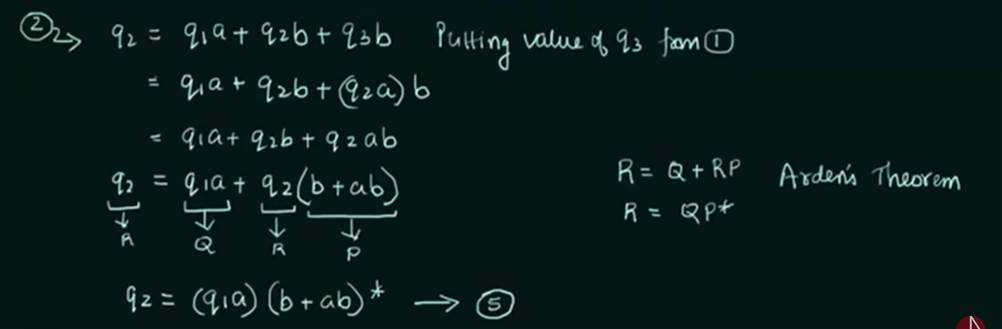 ② ↳ q₂ = q₁a + q₂b + q₃b Putting value of q₃ from ①
= q₁a + q₂b + (q₂a) b
= q₁a + q₂b + q₂ab
q₂ = q₁a + q₂(b + ab)
R = Q + RP Arden's Theorem
R = QP*
R Q R P
q₂ = (q₁a) (b + ab)* → ⑤